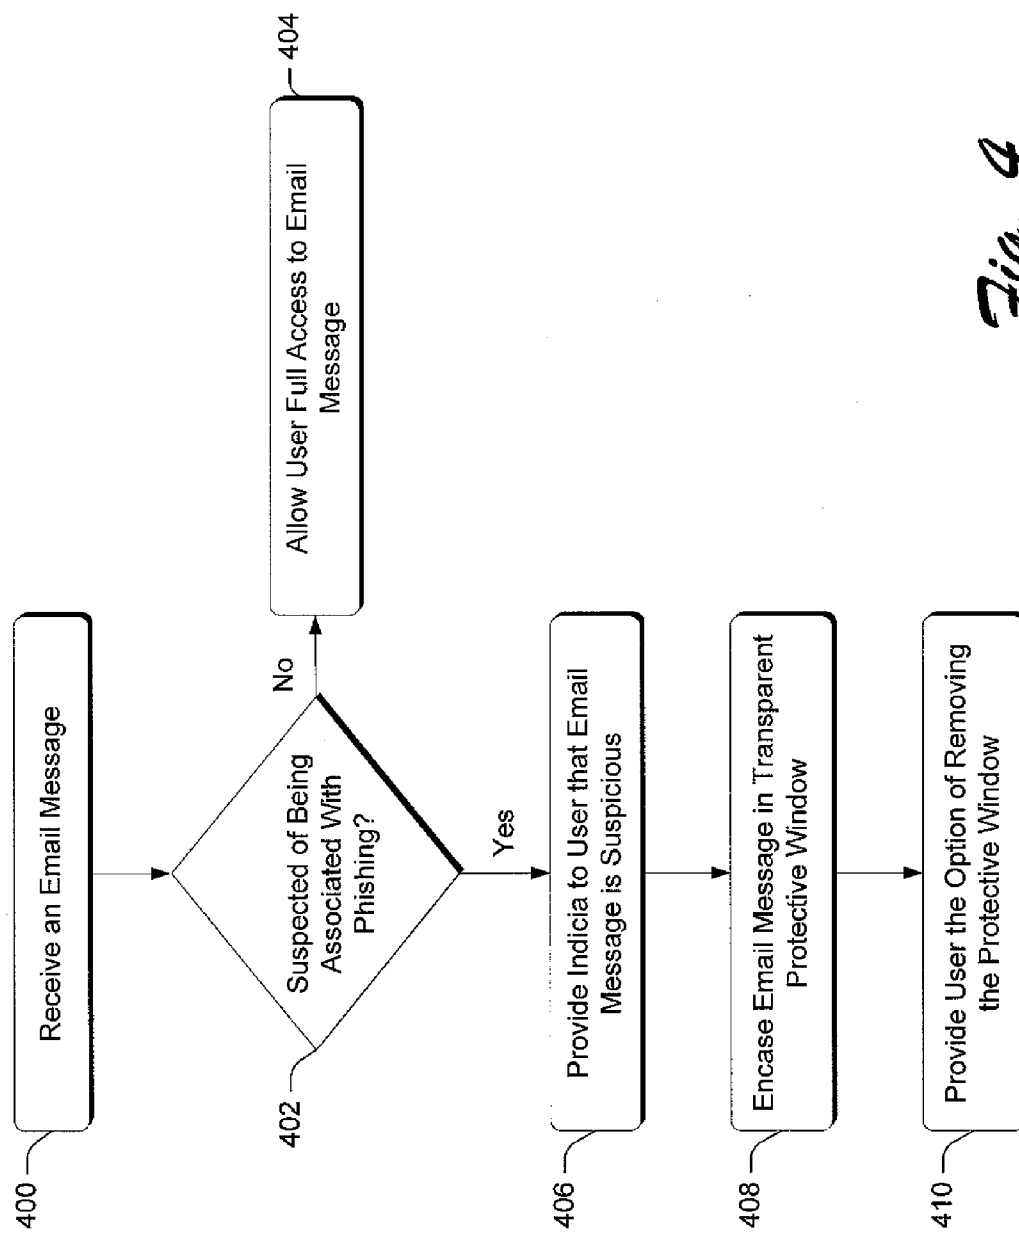 400
Receive an Email Message
402
Suspected of Being
Associated With
Phishing?
No
404
Allow User Full Access to Email
Message
Yes
406
Provide Indicia to User that Email
Message is Suspicious
408
Encase Email Message in Transparent
Protective Window
410
Provide User the Option of Removing
the Protective Window
Fig. 4